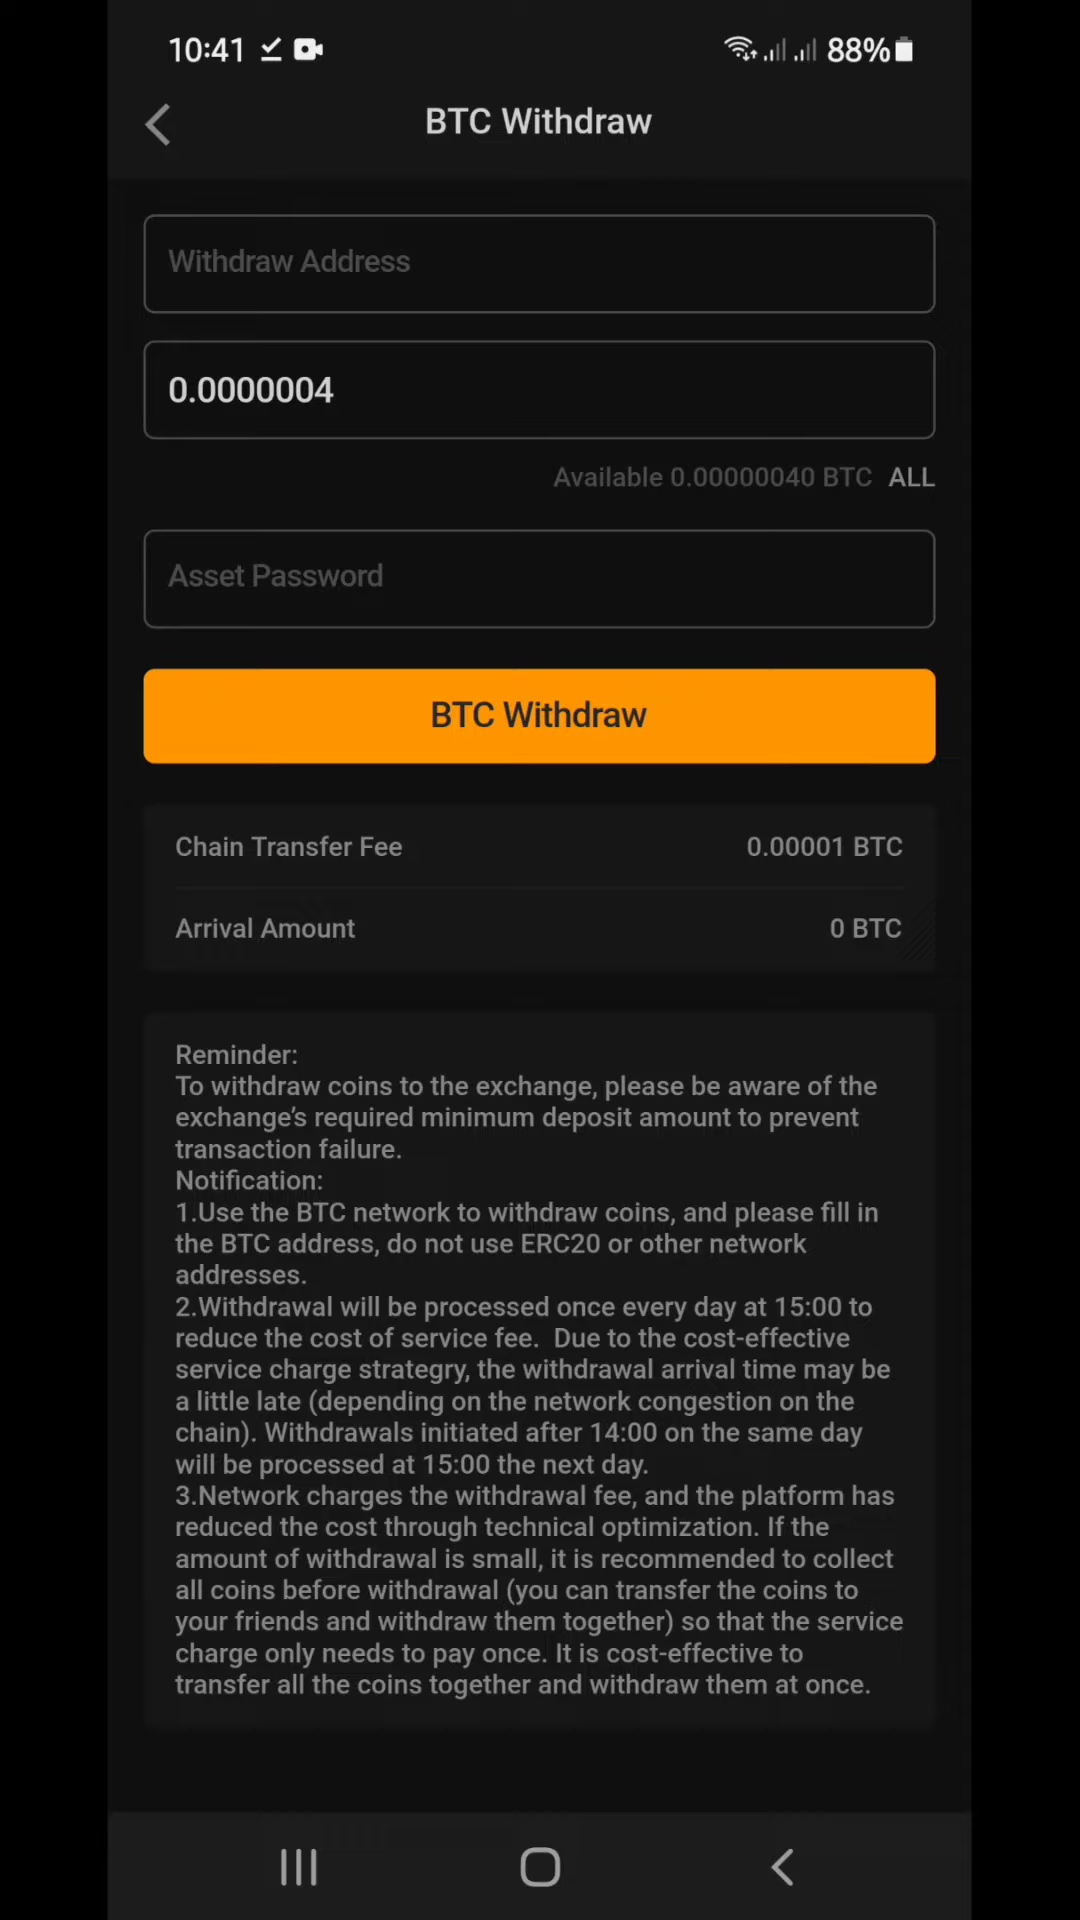 10:41
88%
BTC Withdraw
Withdraw Address
0.0000004
Available 0.00000040 BTC ALL
Asset Password
BTC Withdraw
Chain Transfer Fee 0.00001 BTC
Arrival Amount 0 BTC
Reminder:
To withdraw coins to the exchange, please be aware of the
exchange’s required minimum deposit amount to prevent
transaction failure.
Notification:
1.Use the BTC network to withdraw coins, and please fill in
the BTC address, do not use ERC20 or other network
addresses.
2.Withdrawal will be processed once every day at 15:00 to
reduce the cost of service fee.  Due to the cost-effective
service charge strategry, the withdrawal arrival time may be
a little late (depending on the network congestion on the
chain). Withdrawals initiated after 14:00 on the same day
will be processed at 15:00 the next day.
3.Network charges the withdrawal fee, and the platform has
reduced the cost through technical optimization. If the
amount of withdrawal is small, it is recommended to collect
all coins before withdrawal (you can transfer the coins to
your friends and withdraw them together) so that the service
charge only needs to pay once. It is cost-effective to
transfer all the coins together and withdraw them at once.